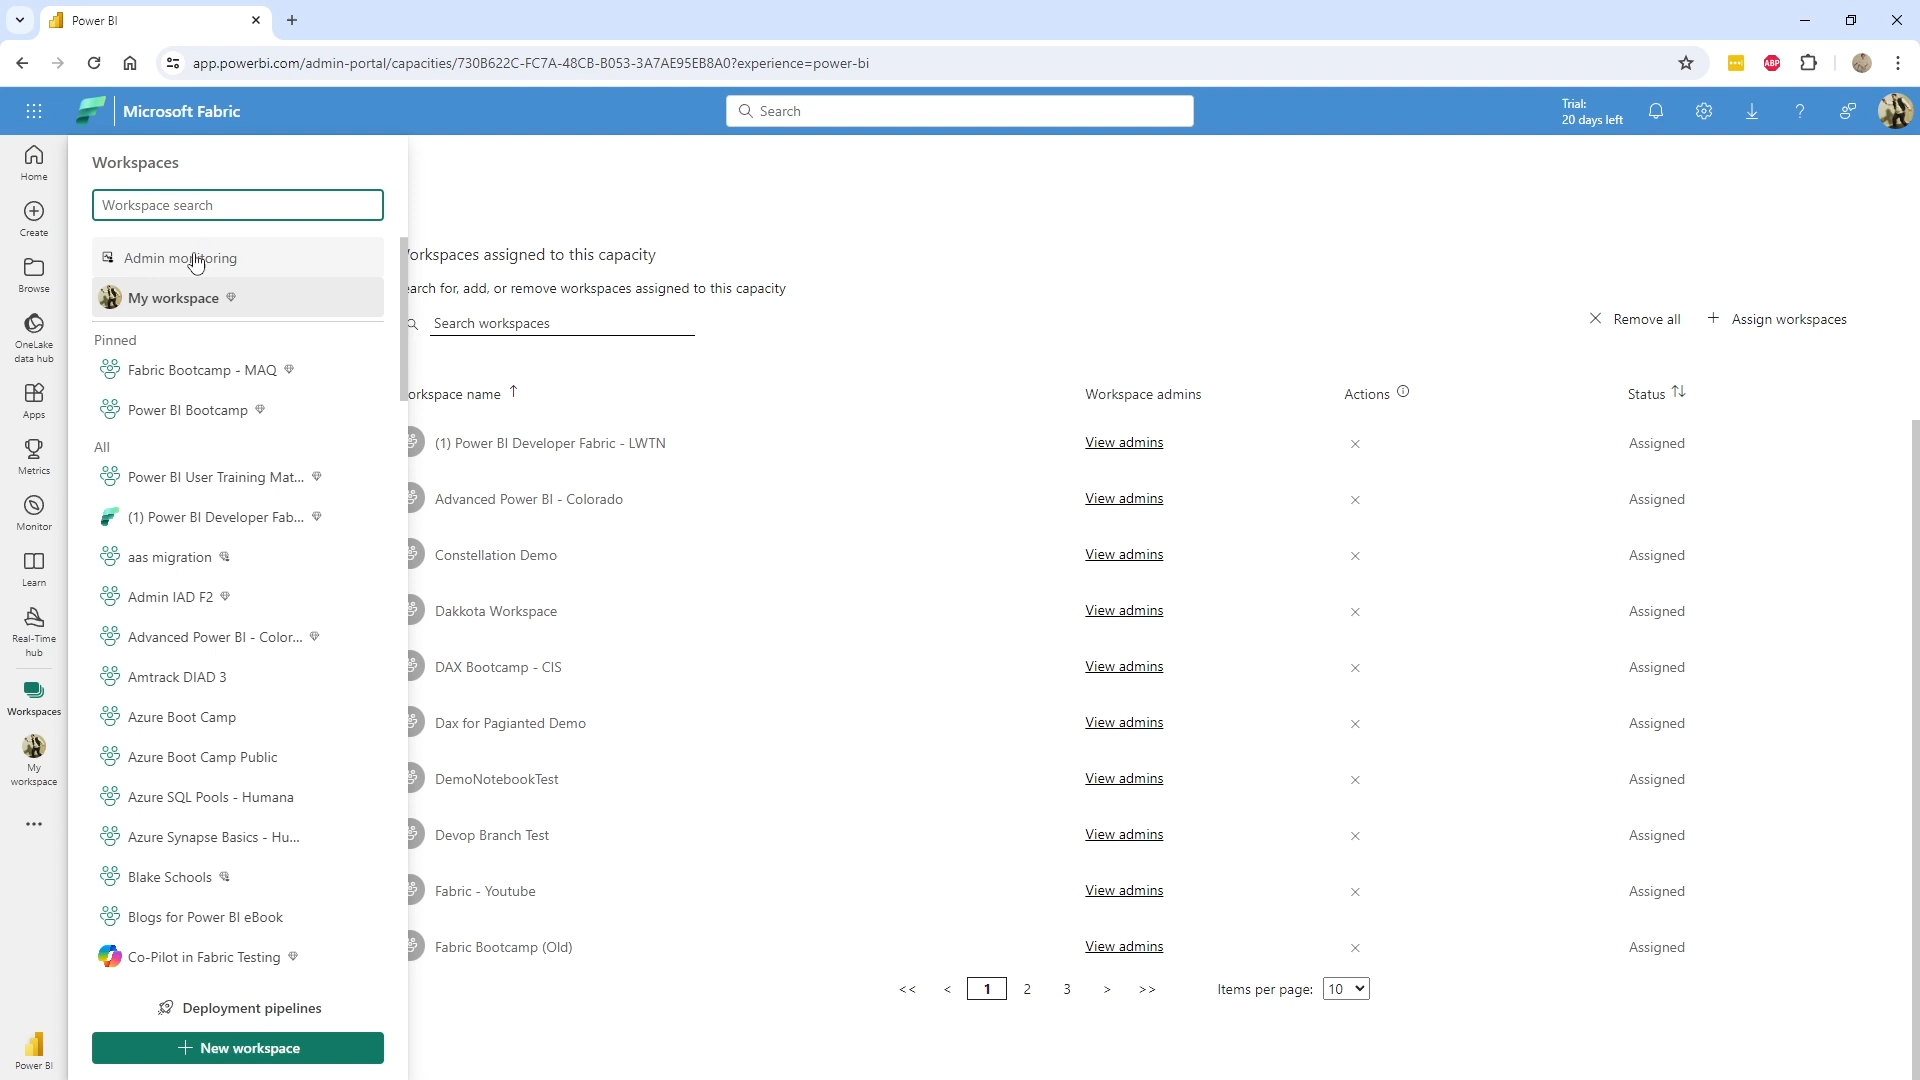 Power BI
app.powerbi.com/admin-portal/capacities/730B622C-FC7A-48CB-B053-3A7AE95EB8A0?experience=power-bi
ABP
Microsoft Fabric
Search
Trial:
20 days left
Home
Create
Browse
OneLake
data hub
Apps
Metrics
Monitor
Learn
Real-Time
hub
Workspaces
My
workspace
Power BI
Workspaces
Workspace search
Admin monitoring
My workspace
Pinned
Fabric Bootcamp - MAQ
Power BI Bootcamp
All
Power BI User Training Mat...
(1) Power BI Developer Fab...
aas migration
Admin IAD F2
Advanced Power BI - Color...
Amtrack DIAD 3
Azure Boot Camp
Azure Boot Camp Public
Azure SQL Pools - Humana
Azure Synapse Basics - Hu...
Blake Schools
Blogs for Power BI eBook
Co-Pilot in Fabric Testing
Deployment pipelines
+ New workspace
orkspaces assigned to this capacity
earch for, add, or remove workspaces assigned to this capacity
Search workspaces
Remove all
+ Assign workspaces
orkspace name ↑ Workspace admins Actions Status
(1) Power BI Developer Fabric - LWTN View admins × Assigned
Advanced Power BI - Colorado View admins × Assigned
Constellation Demo View admins × Assigned
Dakkota Workspace View admins × Assigned
DAX Bootcamp - CIS View admins × Assigned
Dax for Pagianted Demo View admins × Assigned
DemoNotebookTest View admins × Assigned
Devop Branch Test View admins × Assigned
Fabric - Youtube View admins × Assigned
Fabric Bootcamp (Old) View admins × Assigned
<< < 1 2 3 > >> Items per page: 10